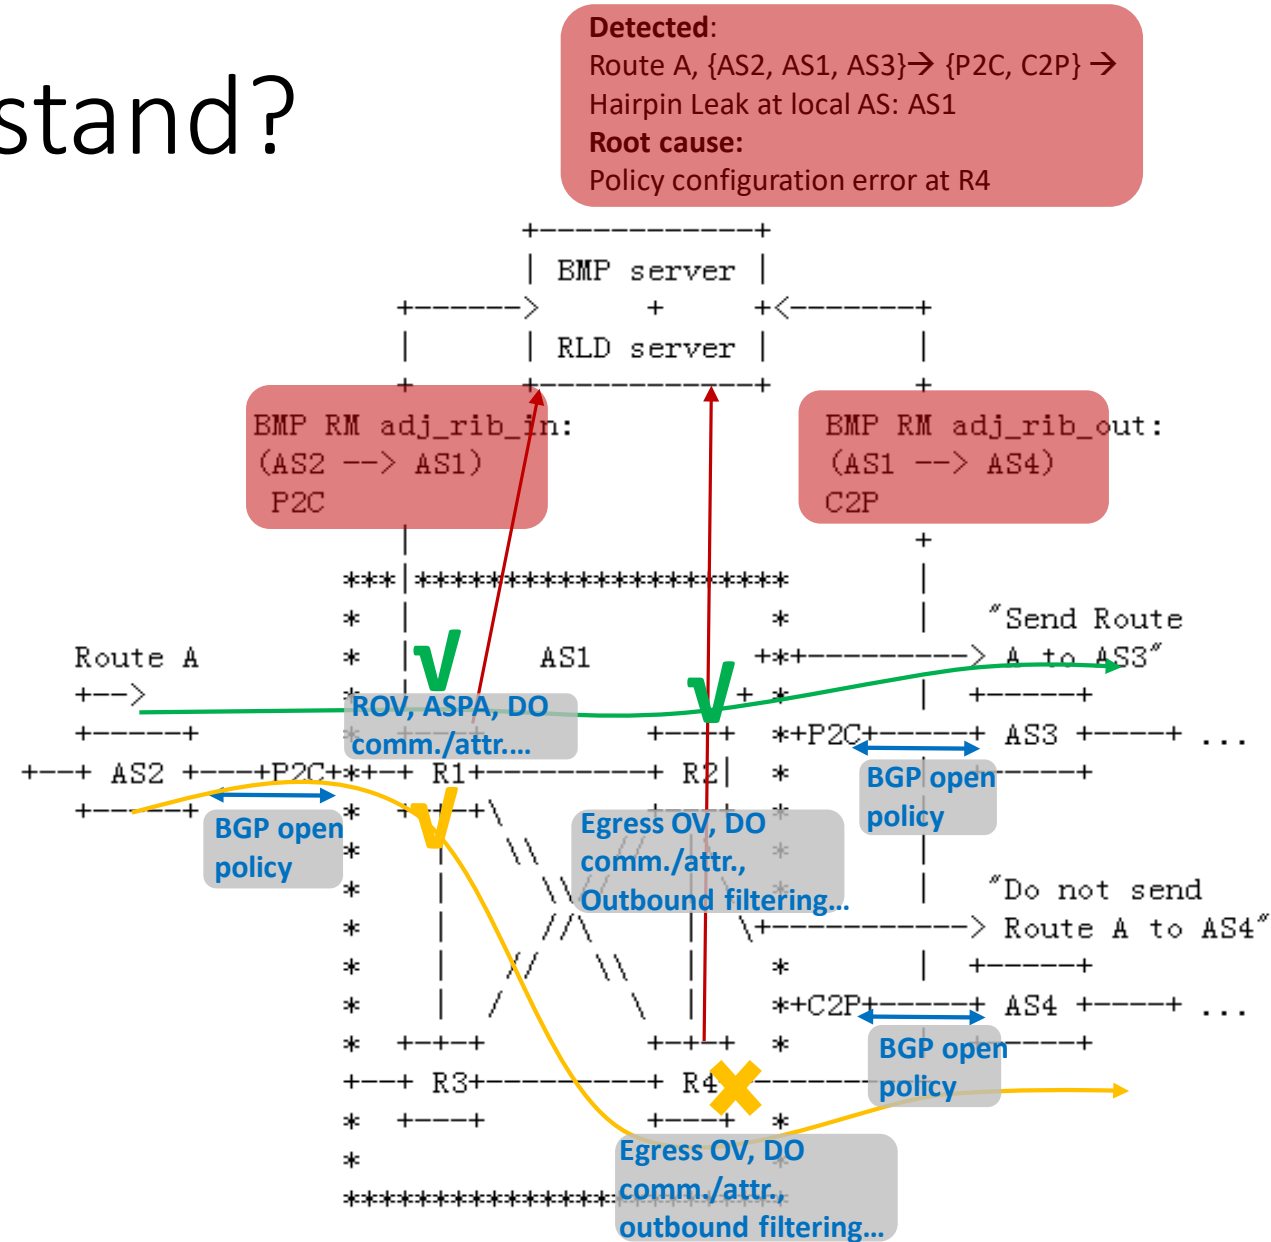 stand?
Detected:
Route A, {AS2, AS1, AS3}→ {P2C, C2P} →
Hairpin Leak at local AS: AS1
Root cause:
Policy configuration error at R4
BMP server
+
RLD server
BMP RM adj_rib_in:
(AS2 --> AS1)
P2C
BMP RM adj_rib_out:
(AS1 --> AS4)
C2P
Route A
AS1
"Send Route
A to AS3"
ROV, ASPA, DO
comm./attr....
AS2
P2C
R1
R2
P2C
AS3
...
BGP open
policy
BGP open
policy
Egress OV, DO
comm./attr.,
Outbound filtering...
"Do not send
Route A to AS4"
C2P
AS4
...
BGP open
policy
R3
R4
Egress OV, DO
comm./attr.,
outbound filtering...